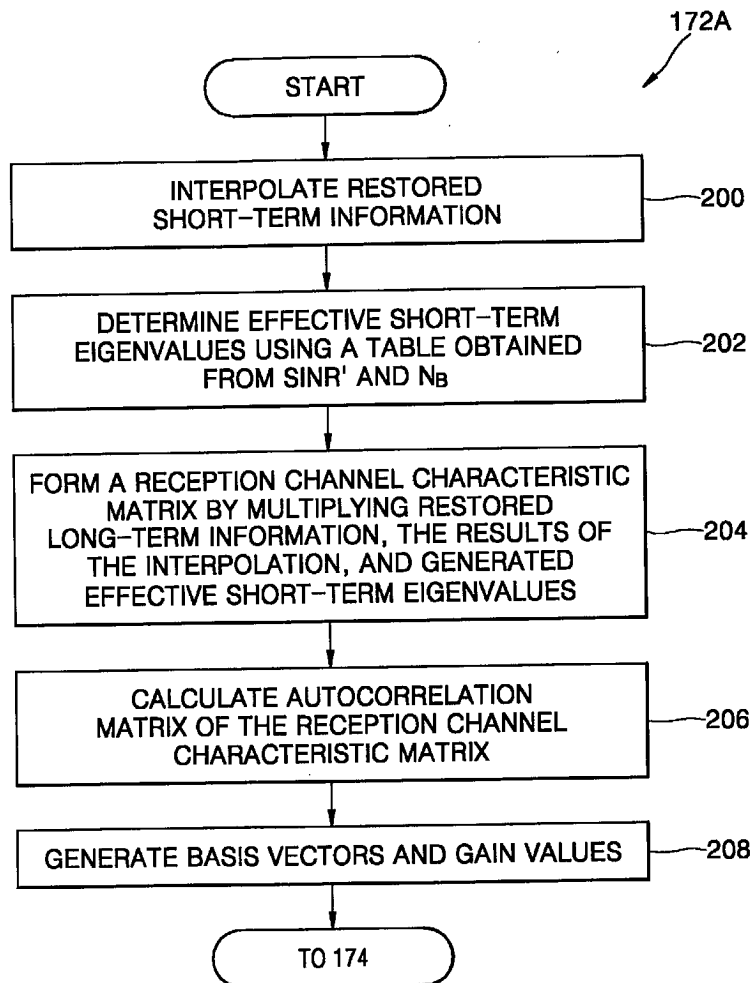 172A
START
INTERPOLATE RESTORED
SHORT-TERM INFORMATION
200
DETERMINE EFFECTIVE SHORT-TERM
EIGENVALUES USING A TABLE OBTAINED
FROM SINR' AND NB
202
FORM A RECEPTION CHANNEL CHARACTERISTIC
MATRIX BY MULTIPLYING RESTORED
LONG-TERM INFORMATION, THE RESULTS OF
THE INTERPOLATION, AND GENERATED
EFFECTIVE SHORT-TERM EIGENVALUES
204
CALCULATE AUTOCORRELATION
MATRIX OF THE RECEPTION CHANNEL
CHARACTERISTIC MATRIX
206
GENERATE BASIS VECTORS AND GAIN VALUES
208
TO 174